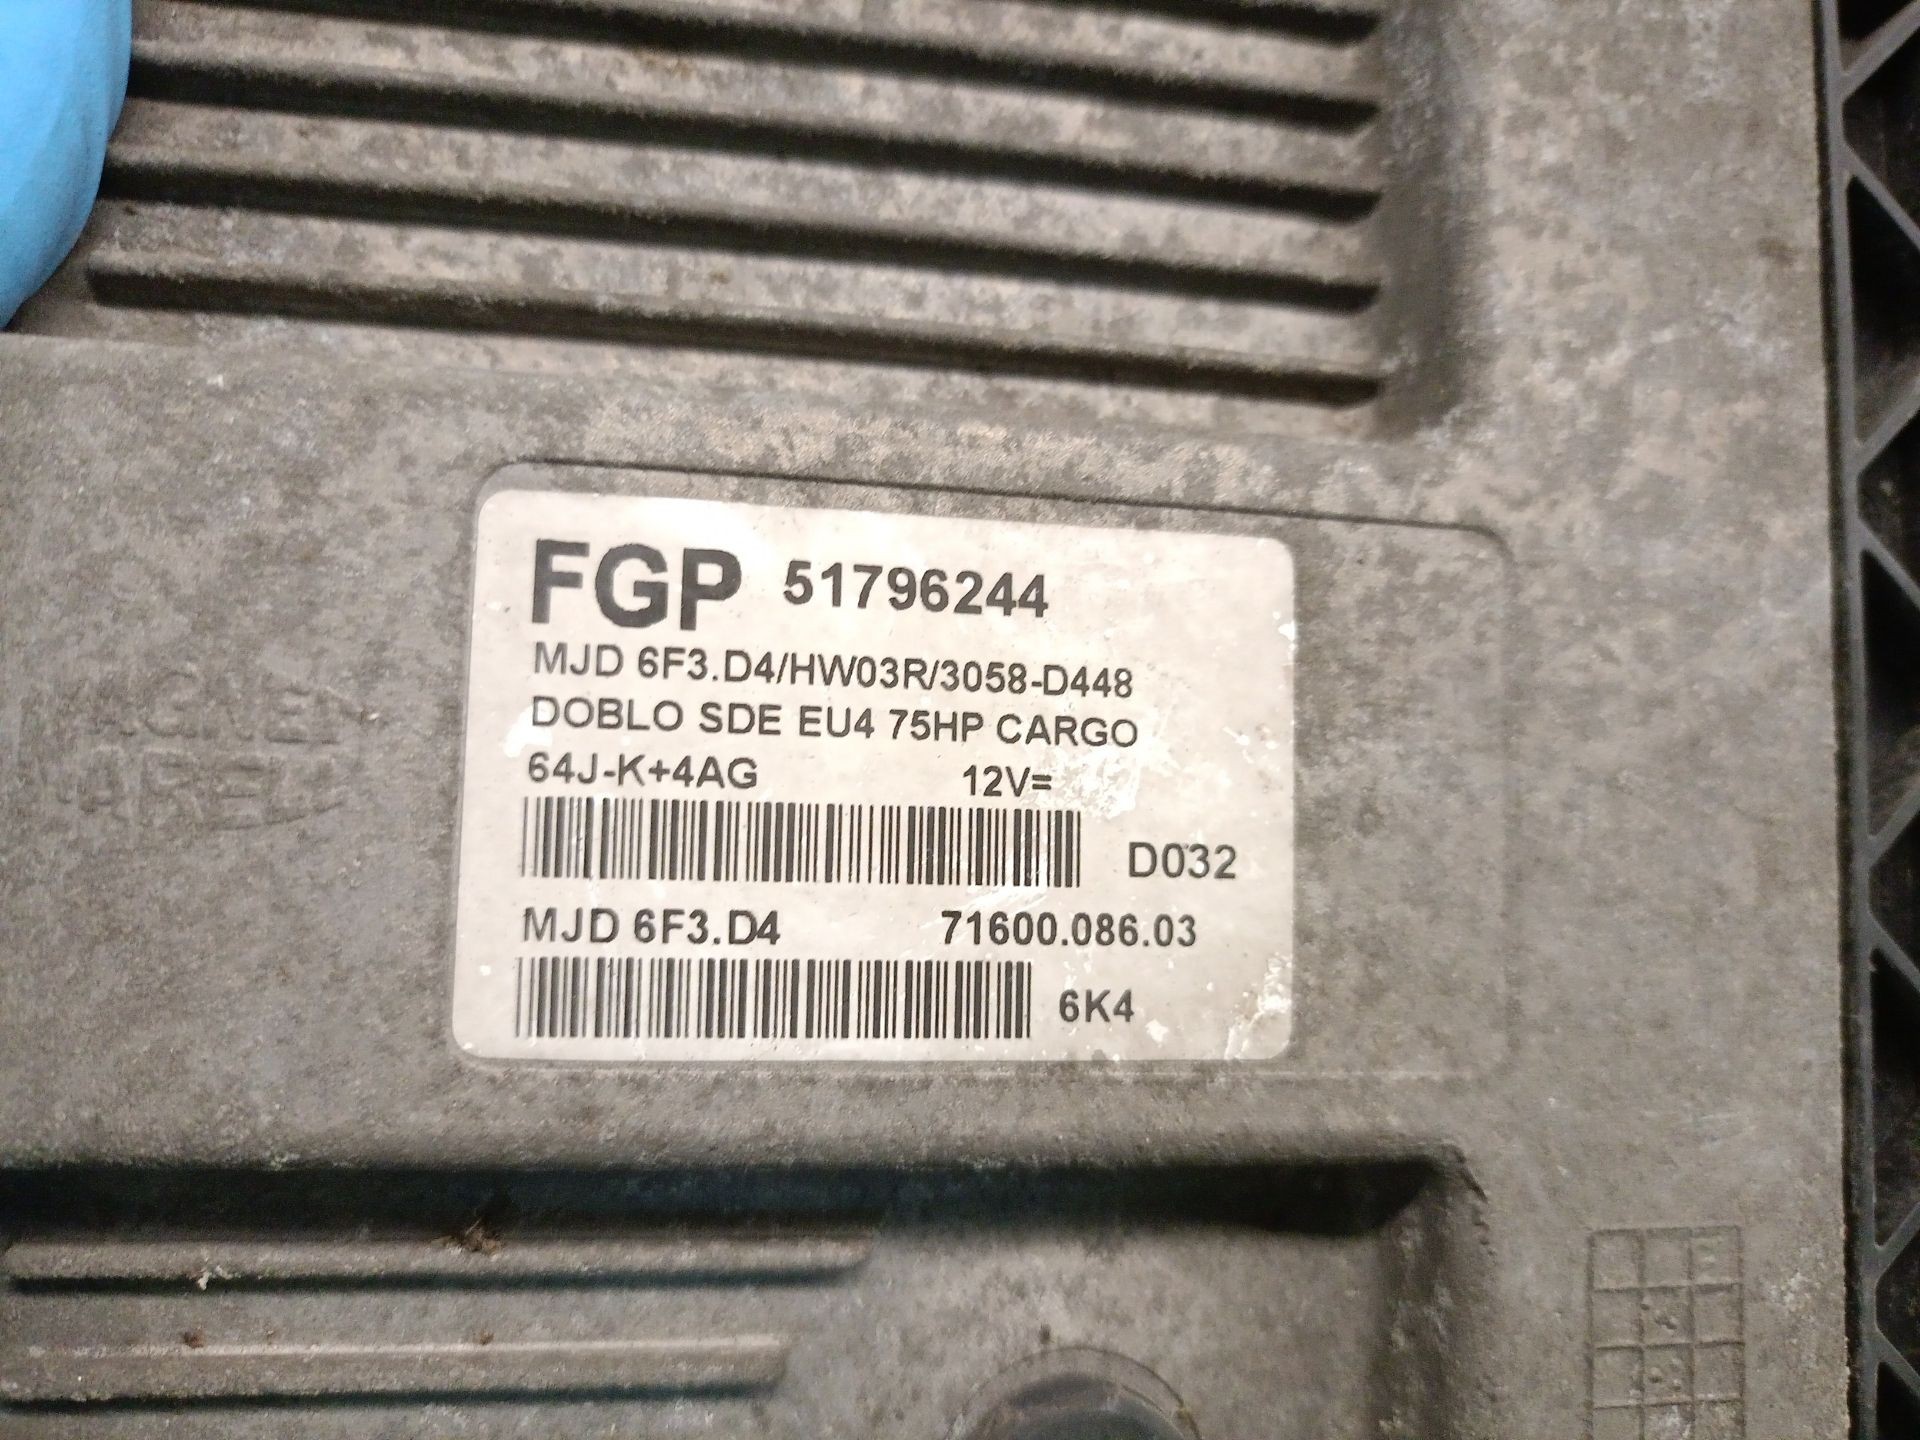 FGP 51796244
MJD 6F3.D4/HW03R/3058-D448
DOBLO SDE EU4 75HP CARGO
64J-K+4AG 12V=
D032
MJD 6F3.D4 71600.086.03
6K4